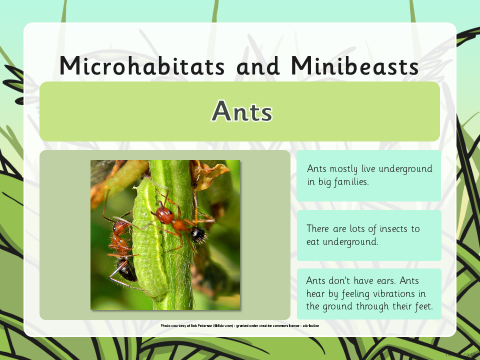 Microhabitats and Minibeasts
Ants
Ants mostly live underground
in big families.
There are lots of insects to
eat underground.
Ants don't have ears. Ants
hear by feeling vibrations in
the ground through their feet.